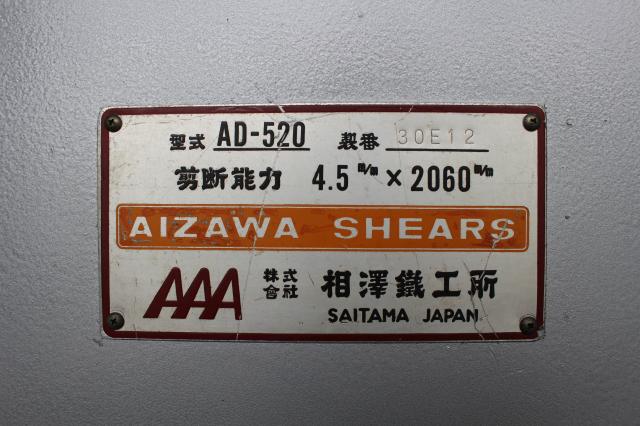 型式 AD-520 製番 30E12
剪断能力 4.5 m/m × 2060 m/m
AIZAWA SHEARS
AAA 株式會社 相澤鐵工所
SAITAMA JAPAN